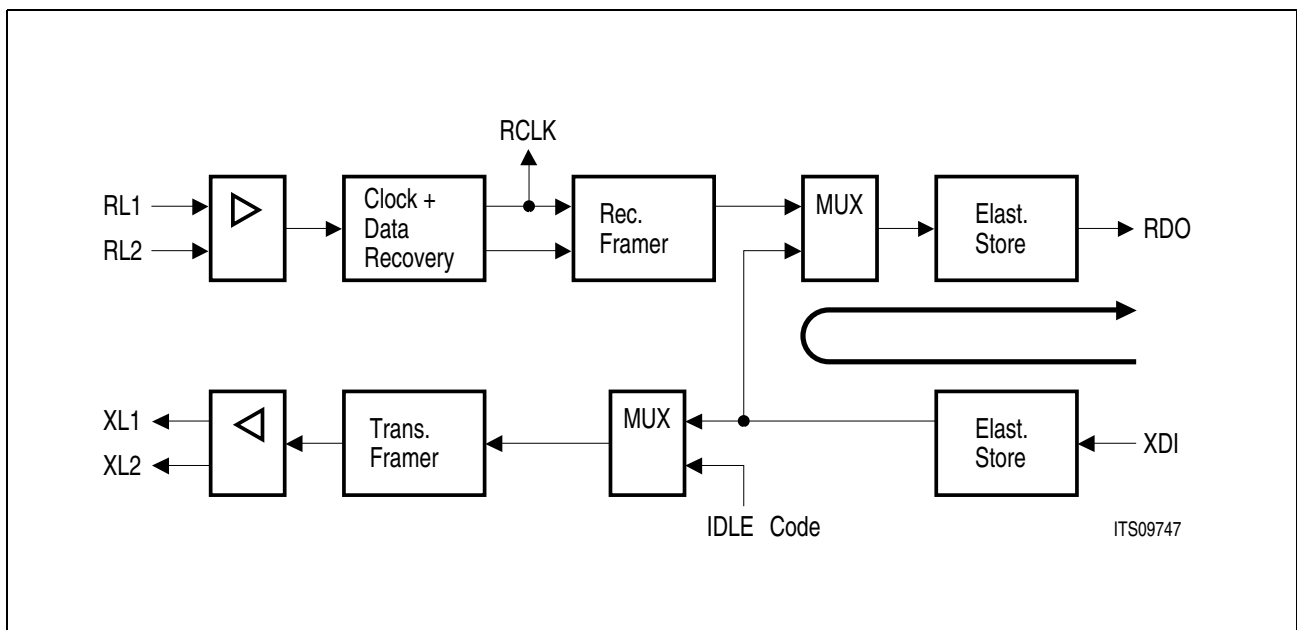 RCLK
RL1
RL2
Clock +
Data
Recovery
Rec.
Framer
MUX
Elast.
Store
RDO
XL1
XL2
Trans.
Framer
MUX
Elast.
Store
XDI
IDLE Code
ITS09747